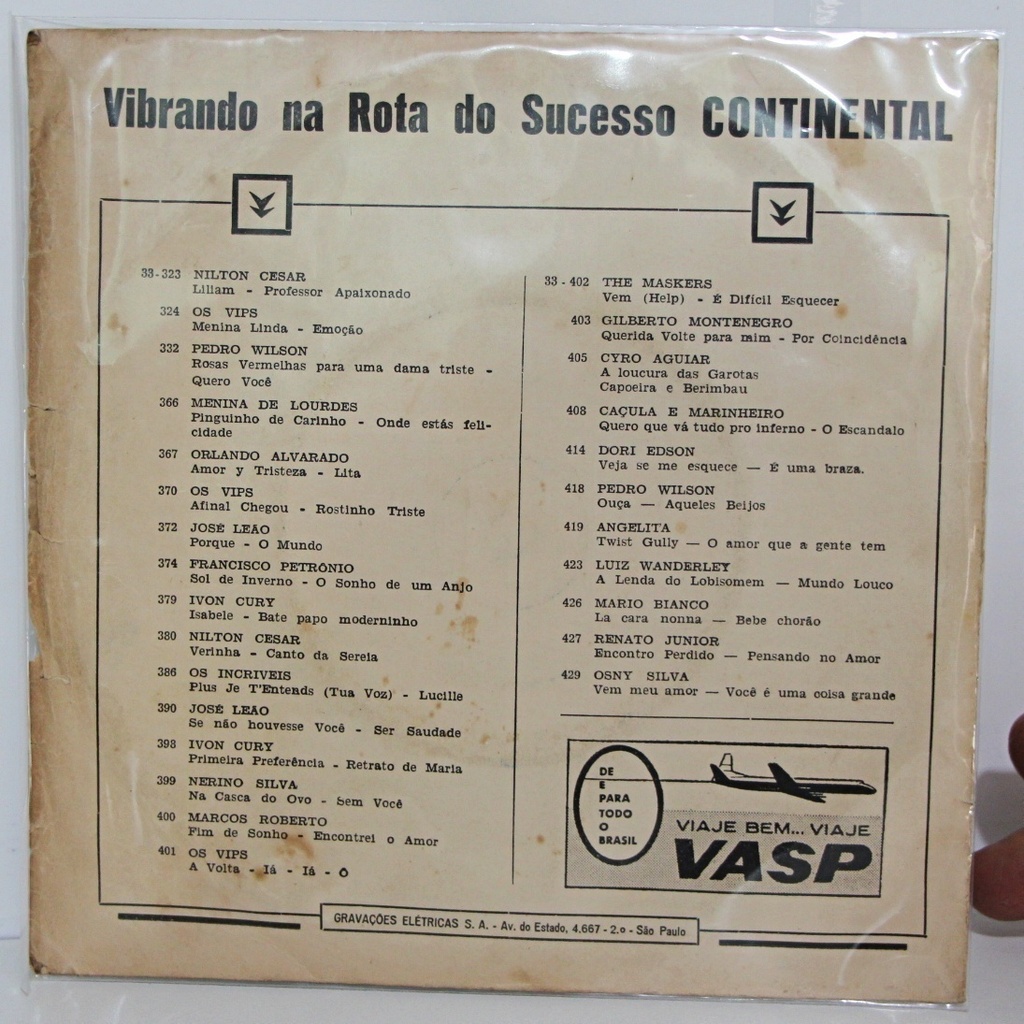 Vibrando na Rota do Sucesso CONTINENTAL
33-323 NILTON CESAR
Liliam - Professor Apaixonado
324 OS VIPS
Menina Linda - Emoção
332 PEDRO WILSON
Rosas Vermelhas para uma dama triste -
Quero Você
366 MENINA DE LOURDES
Pinguinho de Carinho - Onde estás feli-
cidade
367 ORLANDO ALVARADO
Amor y Tristeza - Lita
370 OS VIPS
Afinal Chegou - Rostinho Triste
372 JOSÉ LEÃO
Porque - O Mundo
374 FRANCISCO PETRÔNIO
Sol de Inverno - O Sonho de um Anjo
379 IVON CURY
Isabele - Bate papo moderninho
380 NILTON CESAR
Verinha - Canto da Sereia
386 OS INCRIVEIS
Plus Je T'Entends (Tua Voz) - Lucille
390 JOSÉ LEÃO
Se não houvesse Você - Ser Saudade
398 IVON CURY
Primeira Preferência - Retrato de Maria
399 NERINO SILVA
Na Casca do Ovo - Sem Você
400 MARCOS ROBERTO
Fim de Sonho - Encontrei o Amor
401 OS VIPS
A Volta - Iá - Iá - Ô
33 - 402 THE MASKERS
Vem (Help) - É Difícil Esquecer
403 GILBERTO MONTENEGRO
Querida Volte para mim - Por Coincidência
405 CYRO AGUIAR
A loucura das Garotas
Capoeira e Berimbau
408 CAÇULA E MARINHEIRO
Quero que vá tudo pro inferno - O Escandalo
414 DORI EDSON
Veja se me esquece — É uma braza.
418 PEDRO WILSON
Ouça — Aqueles Beijos
419 ANGELITA
Twist Gully — O amor que a gente tem
423 LUIZ WANDERLEY
A Lenda do Lobisomem — Mundo Louco
426 MARIO BIANCO
La cara nonna — Bebe chorão
427 RENATO JUNIOR
Encontro Perdido — Pensando no Amor
429 OSNY SILVA
Vem meu amor — Você é uma coisa grande
DE
E
PARA
TODO
O
BRASIL
VIAJE BEM... VIAJE
VASP
GRAVAÇÕES ELÉTRICAS S. A. - Av. do Estado, 4.667 - 2.o - São Paulo